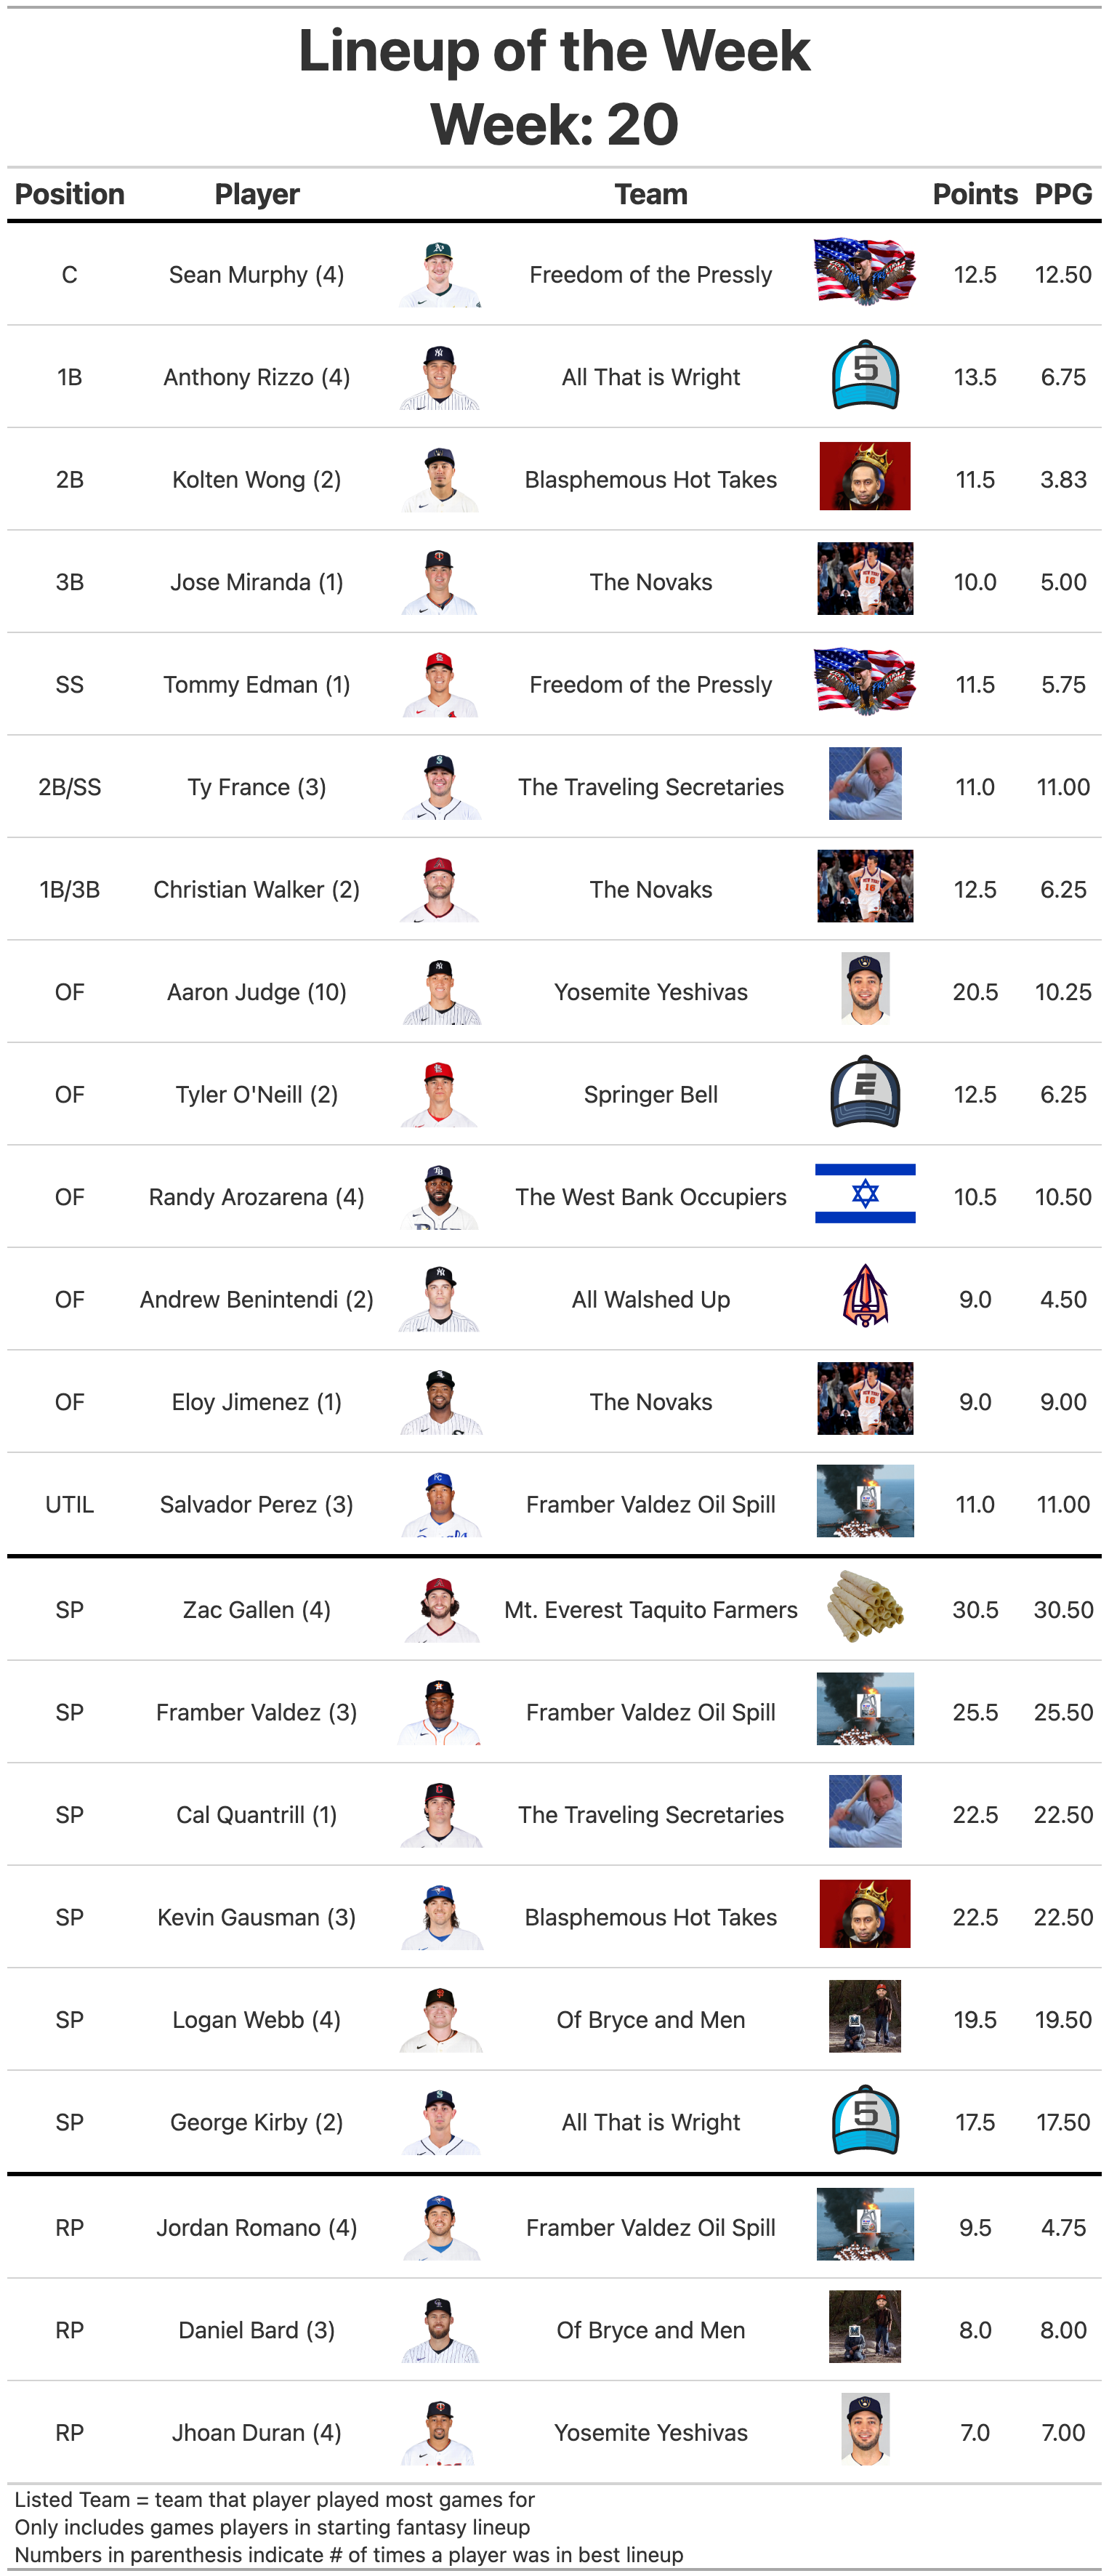 Lineup of the Week
Week: 20
Position Player Team Points PPG
C Sean Murphy (4) Freedom of the Pressly 12.5 12.50
1B Anthony Rizzo (4) All That is Wright 5 13.5 6.75
2B Kolten Wong (2) Blasphemous Hot Takes 11.5 3.83
3B Jose Miranda (1) The Novaks 10.0 5.00
SS Tommy Edman (1) Freedom of the Pressly 11.5 5.75
2B/SS Ty France (3) The Traveling Secretaries 11.0 11.00
1B/3B Christian Walker (2) The Novaks 12.5 6.25
OF Aaron Judge (10) Yosemite Yeshivas 20.5 10.25
OF Tyler O'Neill (2) Springer Bell E 12.5 6.25
OF Randy Arozarena (4) The West Bank Occupiers 10.5 10.50
OF Andrew Benintendi (2) All Walshed Up 9.0 4.50
OF Eloy Jimenez (1) The Novaks 9.0 9.00
UTIL Salvador Perez (3) Framber Valdez Oil Spill 11.0 11.00
SP Zac Gallen (4) Mt. Everest Taquito Farmers 30.5 30.50
SP Framber Valdez (3) Framber Valdez Oil Spill 25.5 25.50
SP Cal Quantrill (1) The Traveling Secretaries 22.5 22.50
SP Kevin Gausman (3) Blasphemous Hot Takes 22.5 22.50
SP Logan Webb (4) Of Bryce and Men 19.5 19.50
SP George Kirby (2) All That is Wright 5 17.5 17.50
RP Jordan Romano (4) Framber Valdez Oil Spill 9.5 4.75
RP Daniel Bard (3) Of Bryce and Men 8.0 8.00
RP Jhoan Duran (4) Yosemite Yeshivas 7.0 7.00
Listed Team = team that player played most games for
Only includes games players in starting fantasy lineup
Numbers in parenthesis indicate # of times a player was in best lineup